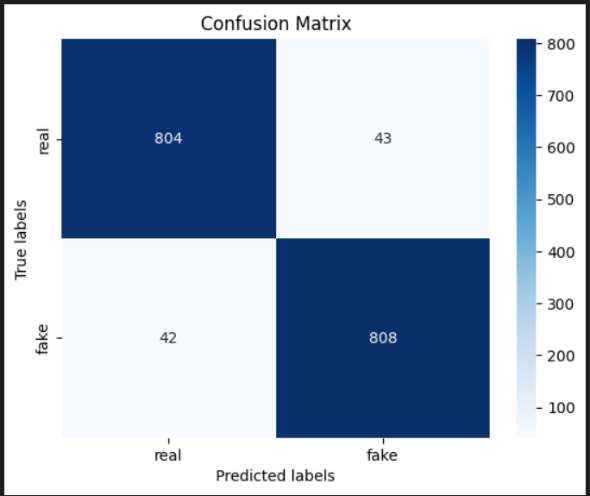 Confusion Matrix
True labels
real
804 43
fake
42 808
real fake
Predicted labels
800
700
600
500
400
300
200
100